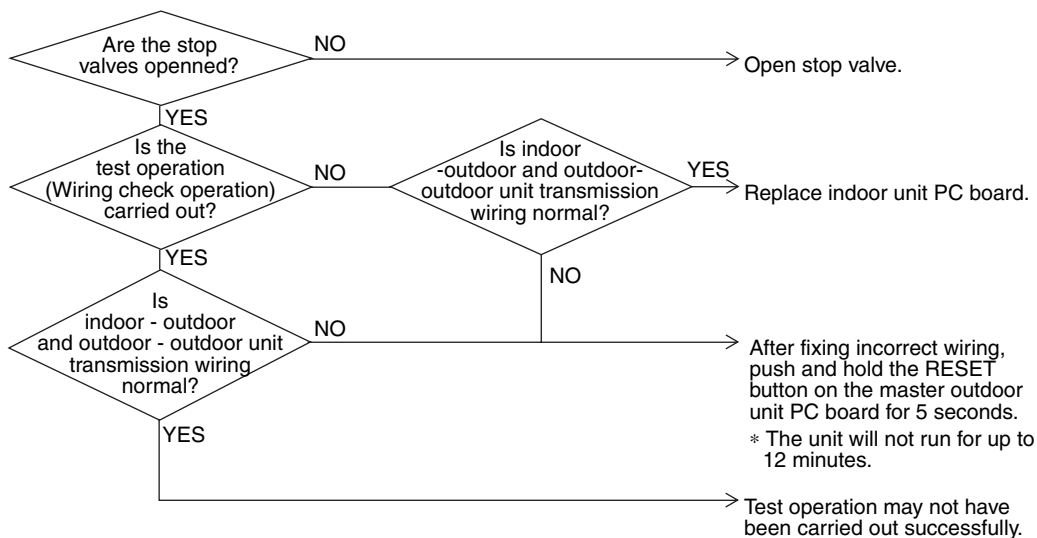 Are the stop
valves openned?
NO
Open stop valve.
YES
Is the
test operation
(Wiring check operation)
carried out?
NO
Is indoor
-outdoor and outdoor-
outdoor unit transmission
wiring normal?
YES
Replace indoor unit PC board.
YES
NO
Is
indoor - outdoor
and outdoor - outdoor unit
transmission wiring
normal?
NO
After fixing incorrect wiring,
push and hold the RESET
button on the master outdoor
unit PC board for 5 seconds.
* The unit will not run for up to
12 minutes.
YES
Test operation may not have
been carried out successfully.